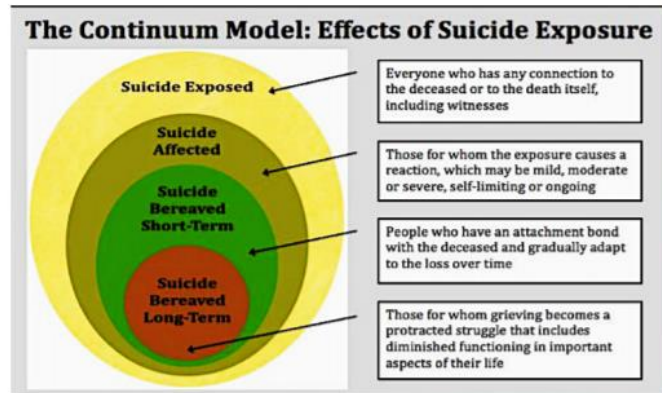 The Continuum Model: Effects of Suicide Exposure
Suicide Exposed
Everyone who has any connection to
the deceased or to the death itself,
including witnesses
Suicide
Affected
Those for whom the exposure causes a
reaction, which may be mild, moderate
or severe, self-limiting or ongoing
Suicide
Bereaved
Short-Term
People who have an attachment bond
with the deceased and gradually adapt
to the loss over time
Suicide
Bereaved
Long-Term
Those for whom grieving becomes a
protracted struggle that includes
diminished functioning in important
aspects of their life